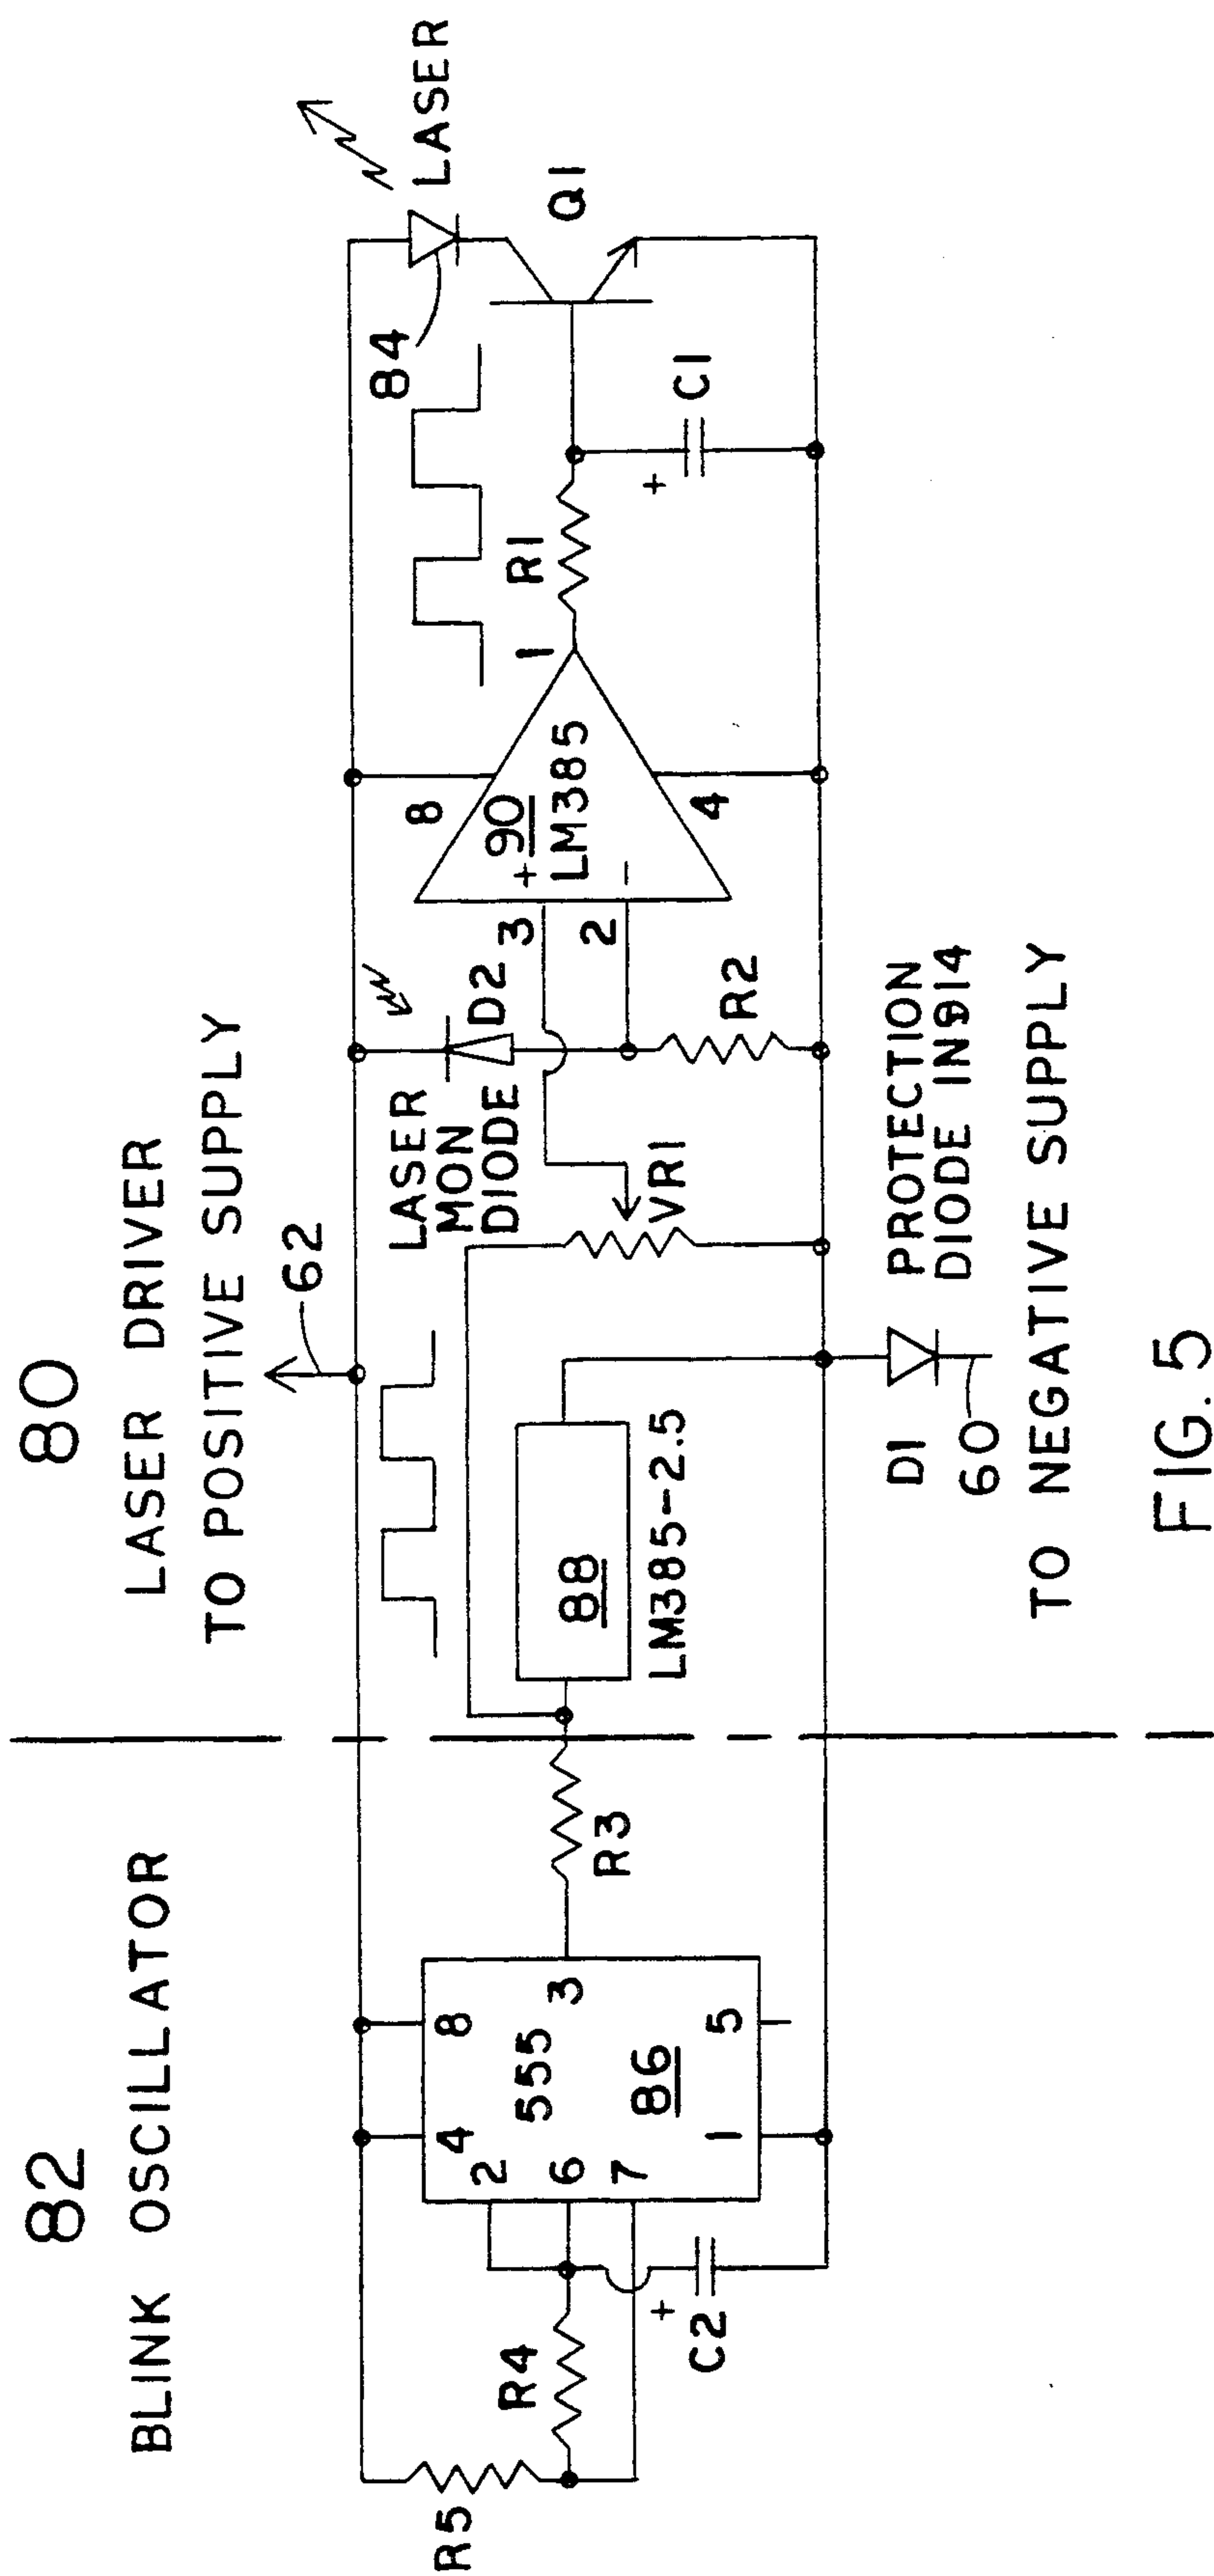 82
BLINK OSCILLATOR
80
LASER DRIVER
TO POSITIVE SUPPLY
62
R5
R4
C2
+
2
6
7
4
8
555
86
3
1
5
R3
88
LM385-2.5
LASER
MON
DIODE
D2
VR1
R2
3
2
8
90
+
LM385
−
4
1
R1
+
C1
84
LASER
Q1
D1
60
PROTECTION
DIODE IN914
TO NEGATIVE SUPPLY
FIG. 5